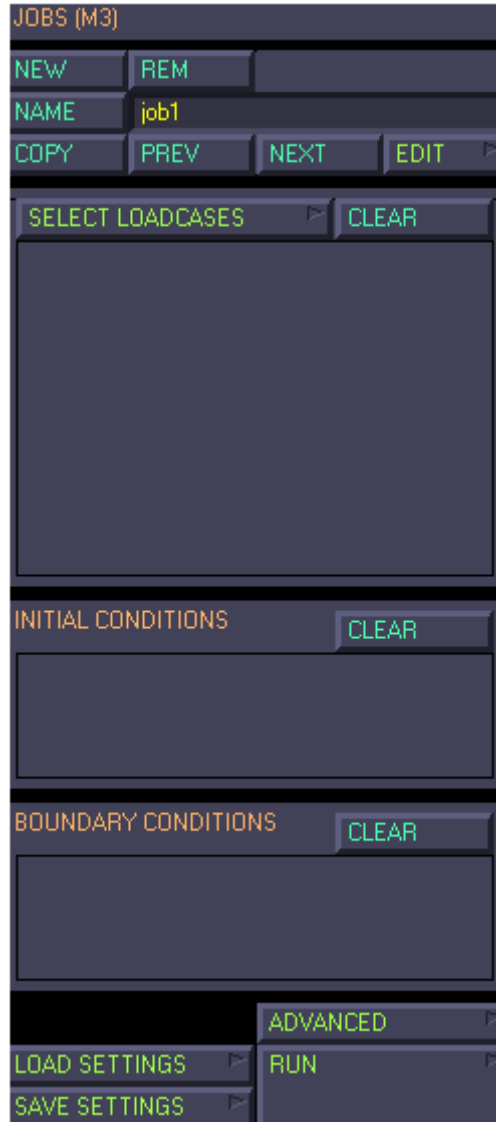 JOBS (M3)
NEW REM
NAME job1
COPY PREV NEXT EDIT
SELECT LOADCASES CLEAR
INITIAL CONDITIONS CLEAR
BOUNDARY CONDITIONS CLEAR
ADVANCED
LOAD SETTINGS RUN
SAVE SETTINGS